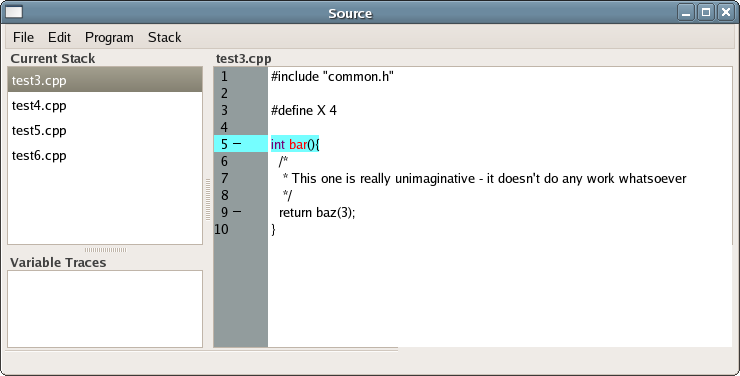 Source
File Edit Program Stack
Current Stack
test3.cpp
test4.cpp
test5.cpp
test6.cpp
Variable Traces
test3.cpp
1 #include "common.h"
2
3 #define X 4
4
5 – int bar(){
6 /*
7 * This one is really unimaginative - it doesn't do any work whatsoever
8 */
9 – return baz(3);
10 }